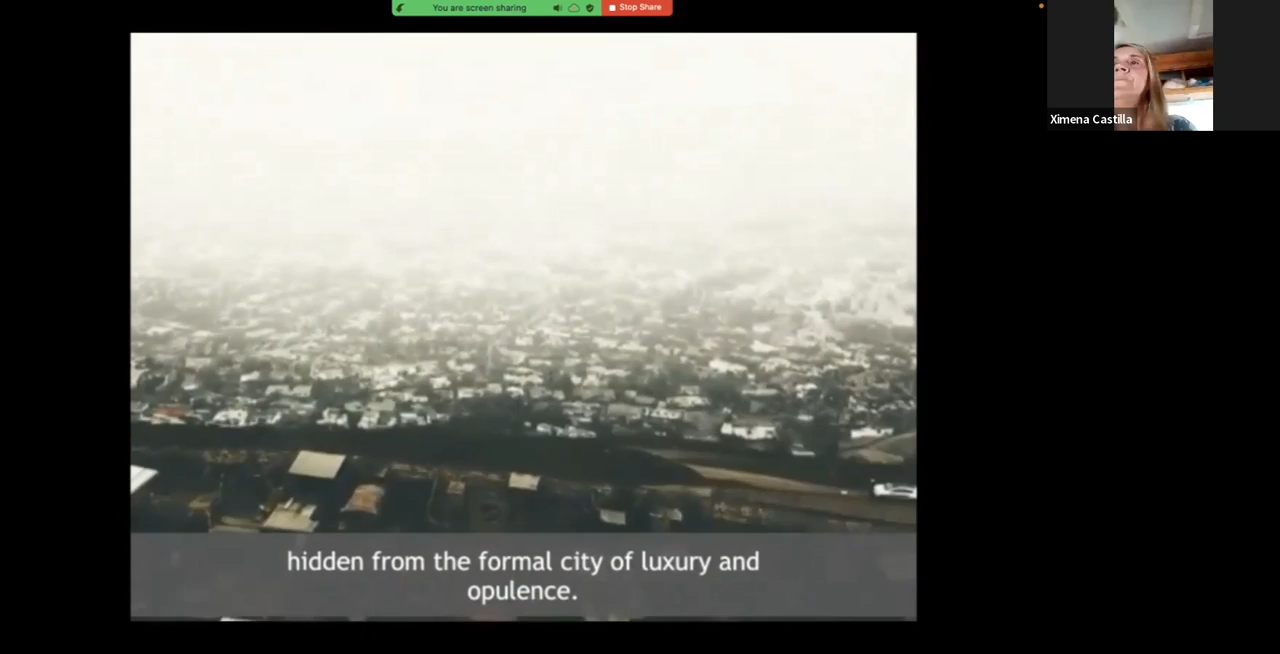 You are screen sharing
Stop Share
Ximena Castilla
hidden from the formal city of luxury and
opulence.